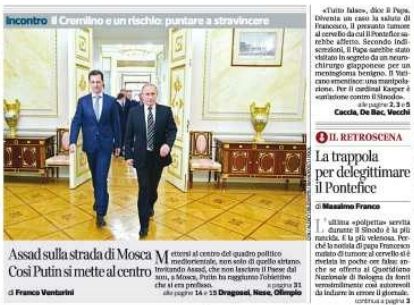 Incontro Il Cremlino e un rischio: puntare a stravincere
Assad sulla strada di Mosca
Così Putin si mette al centro
di Franco Venturini
Mettersi al centro del quadro politico
mediorientale, non solo di quello siriano.
Invitando Assad, che non lasciava il Paese dal
2011, a Mosca, Putin ha raggiunto l'obiettivo
che si era prefisso. a pagina 31
alle pagine 14 e 15 Dragosei, Nese, Olimpio
«Tutto falso», dice il Papa.
Diventa un caso la salute di
Francesco, il presunto tumore
al cervello da cui il Pontefice sa-
rebbe affetto. Secondo indi-
screzioni, il Papa sarebbe stato
visitato in segreto da un neuro-
chirurgo giapponese per un
meningioma benigno. Il Vati-
cano smentisce: una manipola-
zione. Per il cardinal Kasper
è «un'azione contro il Sinodo».
alle pagine 2, 3 e 5
Caccia, De Bac, Vecchi
IL RETROSCENA
La trappola
per delegittimare
il Pontefice
di Massimo Franco
L'ultima «polpetta» servita
durante il Sinodo è la più
rancida, e la più velenosa. Per-
ché la notizia di papa Francesco
malato di tumore al cervello si è
rivelata in poche ore falsa: an-
che se offerta al Quotidiano
Nazionale di Bologna da fonti
verosimilmente così autorevoli
da indurre in errore il giornale.
continua a pagina